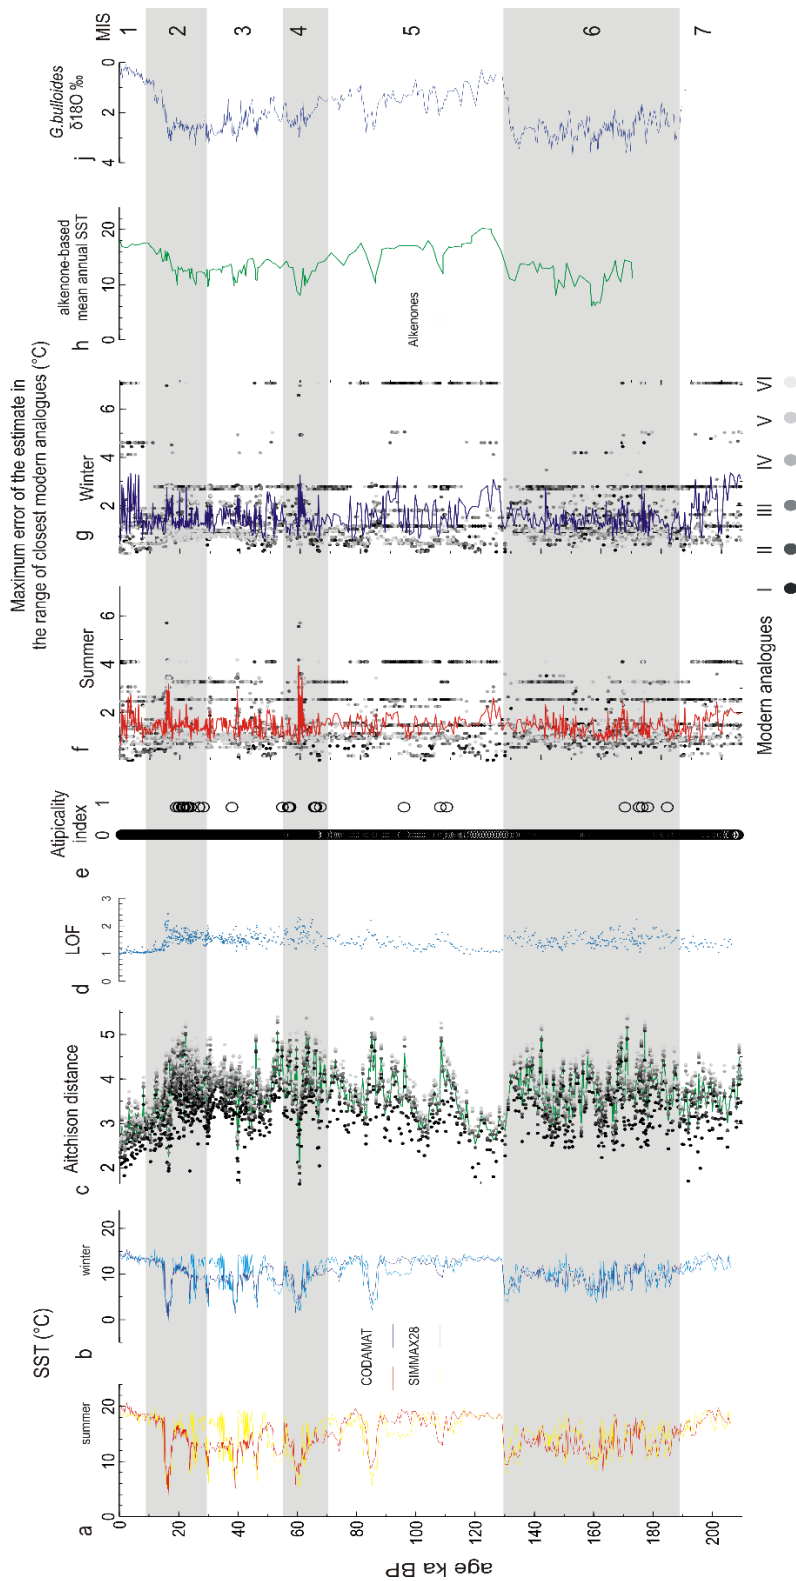 SST (°C)
Maximum error of the estimate in
the range of closest modern analogues (°C)
a
summer
0
10
20
b
winter
0
10
20
CODAMAT
SIMMAX28
c
Aitchison distance
2
3
4
5
d
LOF
1
2
3
e
Atipicality
index
0
1
f
Summer
2
4
6
g
Winter
2
4
6
h
alkenone-based
mean annual SST
0
10
20
Alkenones
j
G.bulloides
δ18O ‰
4
2
0
MIS
1
2
3
4
5
6
7
0
20
40
60
80
100
120
140
160
180
200
age ka BP
Modern analogues
I
II
III
IV
V
VI